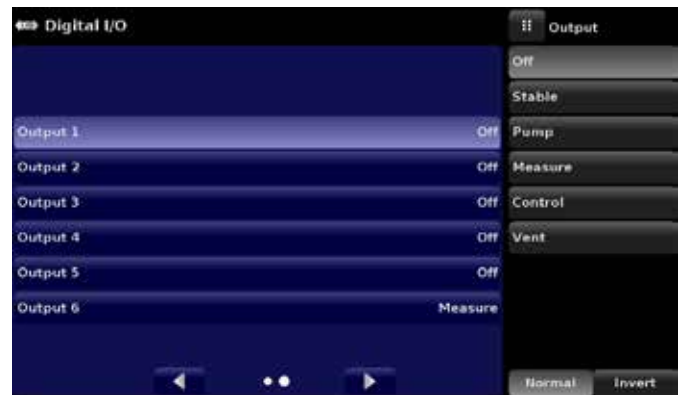 Digital I/O
Output 1 Off
Output 2 Off
Output 3 Off
Output 4 Off
Output 5 Off
Output 6 Measure
Output
Off
Stable
Pump
Measure
Control
Vent
Normal Invert